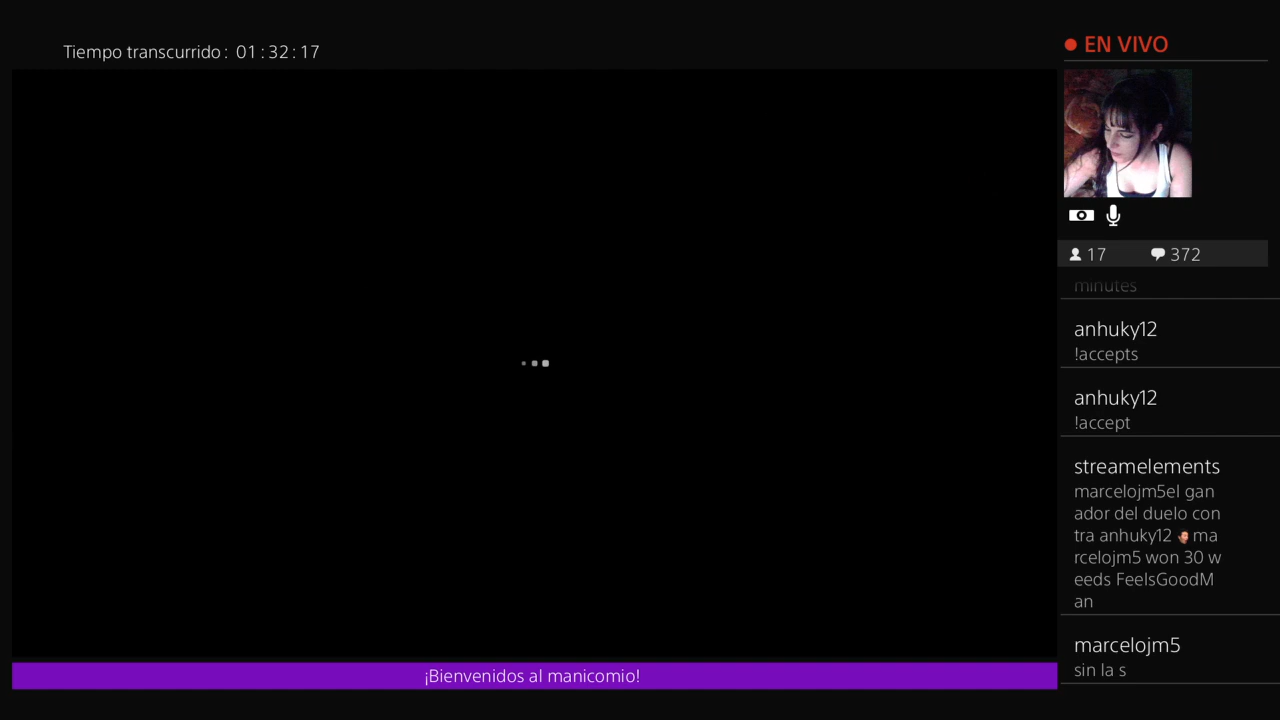 Tiempo transcurrido: 01:32:17
EN VIVO
17 372
minutes
anhuky12
!accepts
anhuky12
!accept
streamelements
marcelojm5el gan
ador del duelo con
tra anhuky12 ma
rcelojm5 won 30 w
eeds FeelsGoodM
an
marcelojm5
sin la s
¡Bienvenidos al manicomio!